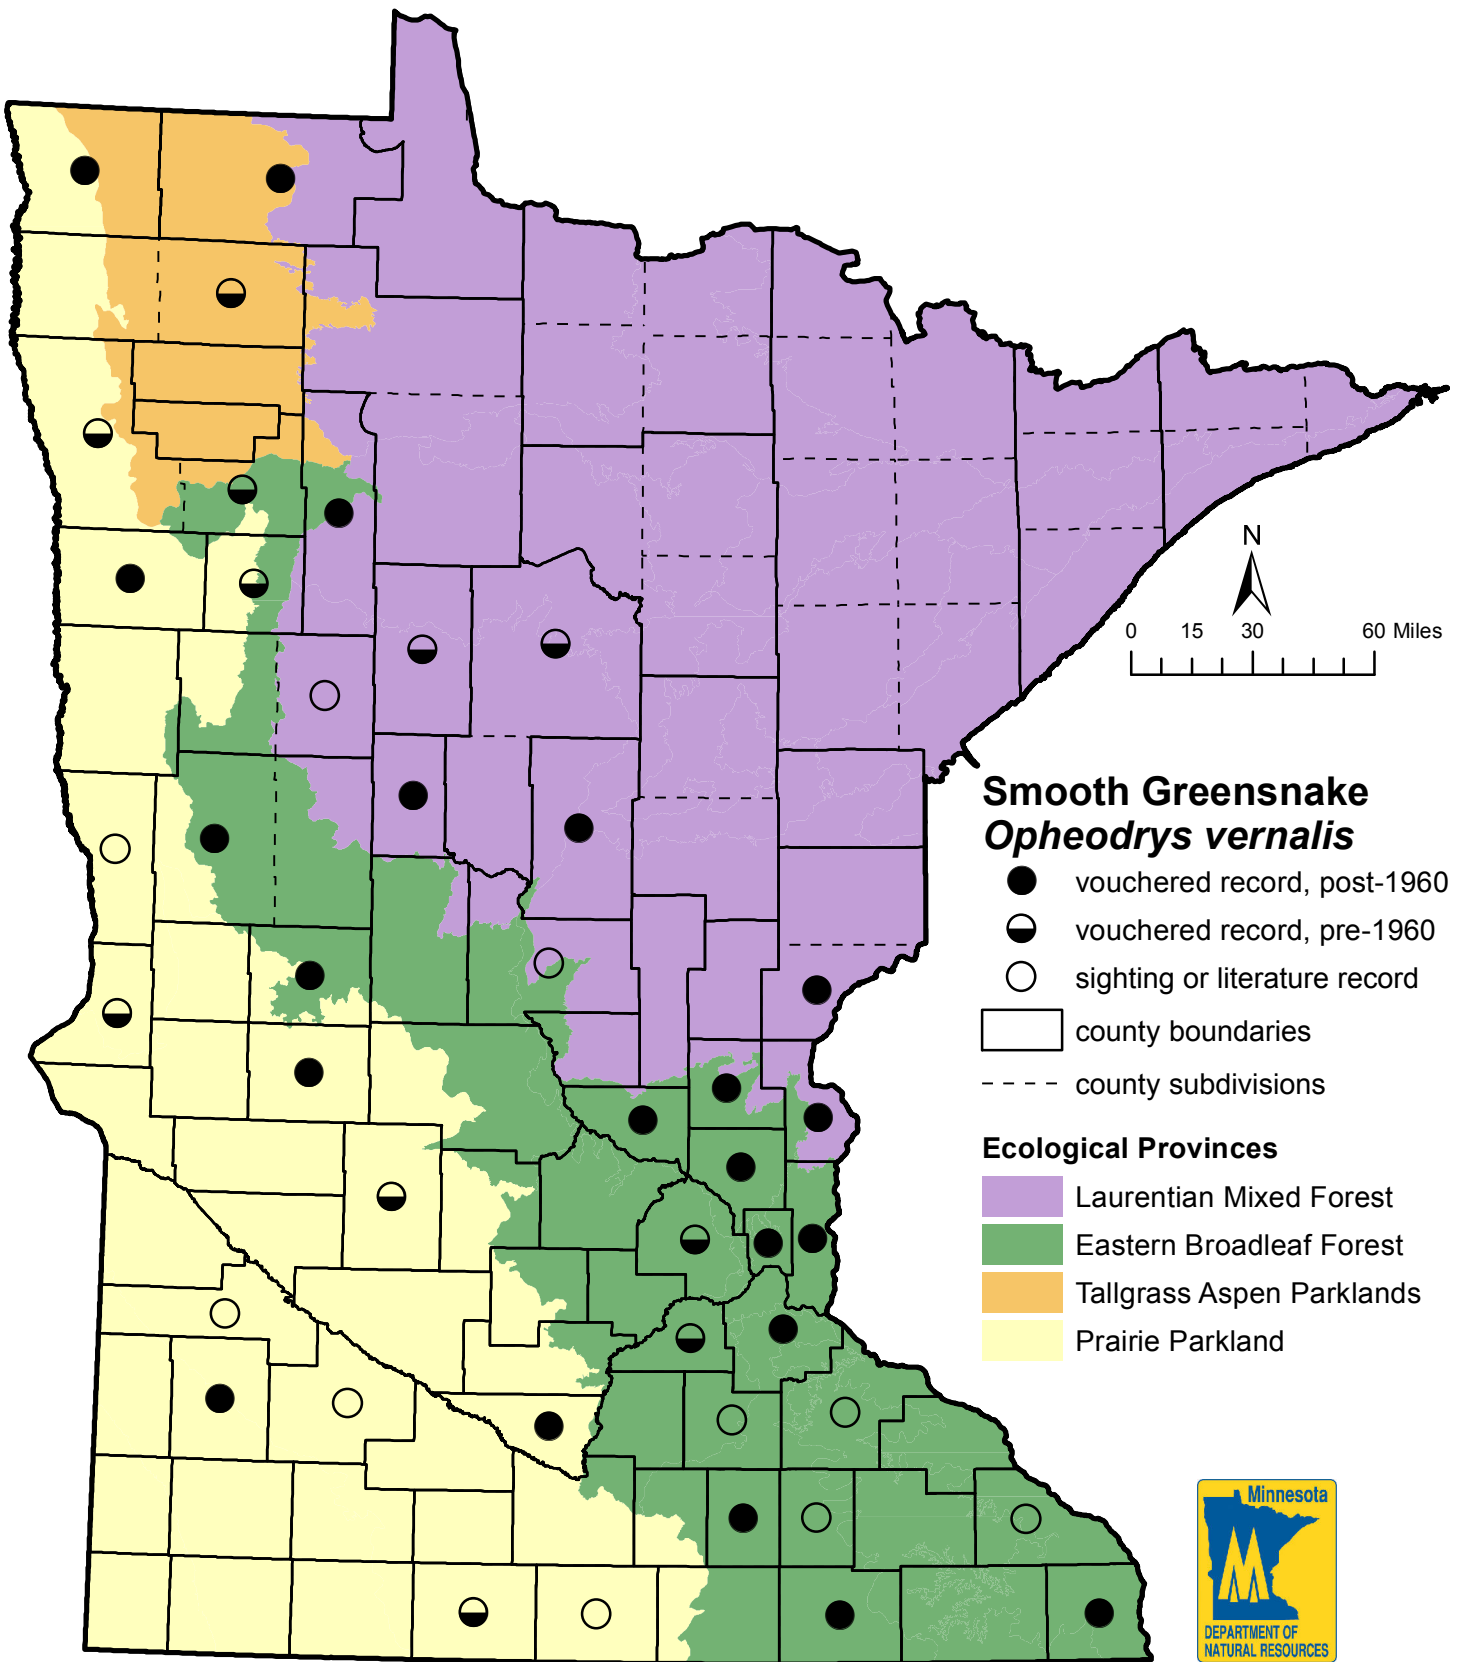 N
0 15 30 60 Miles
Smooth Greensnake
Opheodrys vernalis
vouchered record, post-1960
vouchered record, pre-1960
sighting or literature record
county boundaries
county subdivisions
Ecological Provinces
Laurentian Mixed Forest
Eastern Broadleaf Forest
Tallgrass Aspen Parklands
Prairie Parkland
Minnesota
DEPARTMENT OF
NATURAL RESOURCES